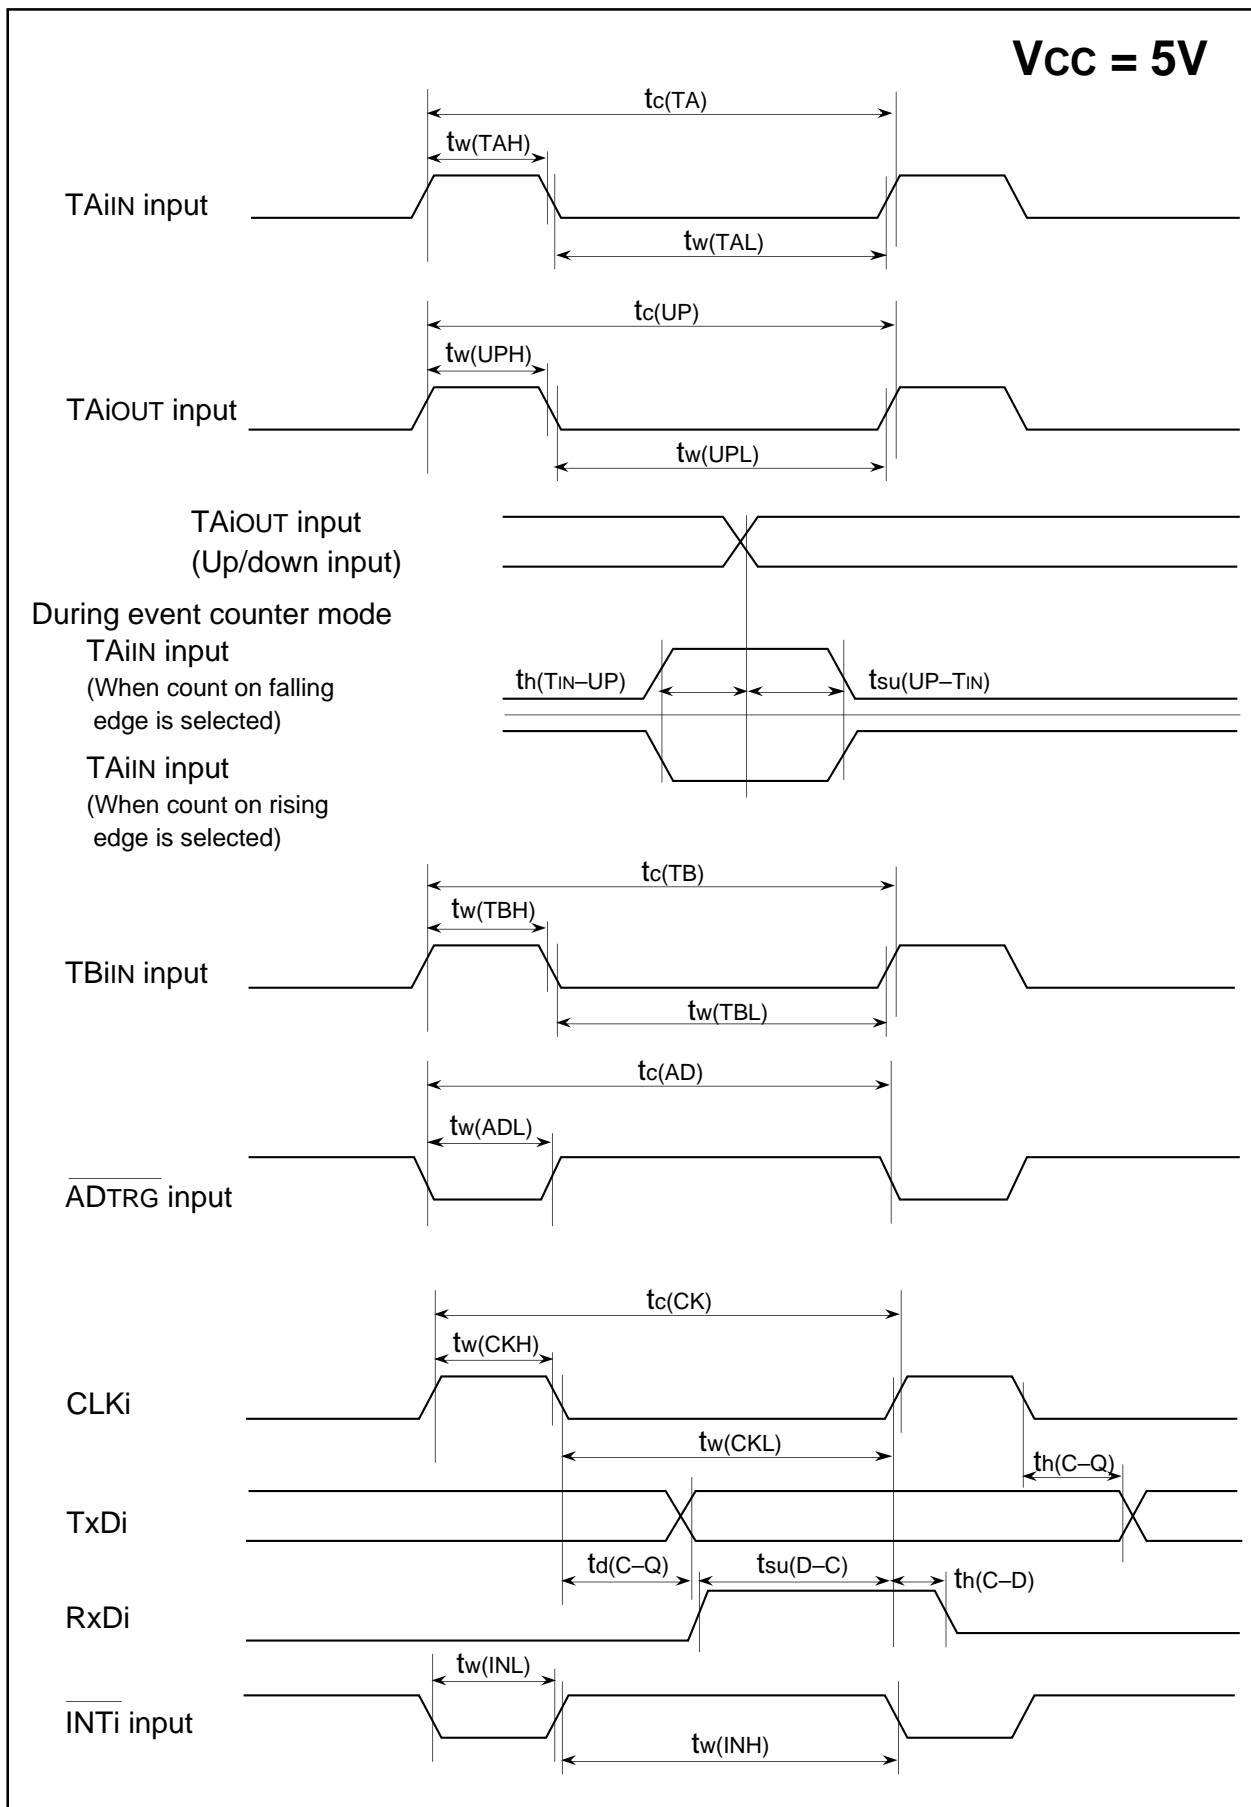 VCC = 5V
tc(TA)
tw(TAH)
TAiIN input
tw(TAL)
tc(UP)
tw(UPH)
TAiOUT input
tw(UPL)
TAiOUT input
(Up/down input)
During event counter mode
TAiIN input
(When count on falling
edge is selected)
th(TIN–UP)
tsu(UP–TIN)
TAiIN input
(When count on rising
edge is selected)
tc(TB)
tw(TBH)
TBiIN input
tw(TBL)
tc(AD)
tw(ADL)
ADTRG input
tc(CK)
tw(CKH)
CLKi
tw(CKL)
th(C–Q)
TxDi
td(C–Q)
tsu(D–C)
th(C–D)
RxDi
tw(INL)
INTi input
tw(INH)